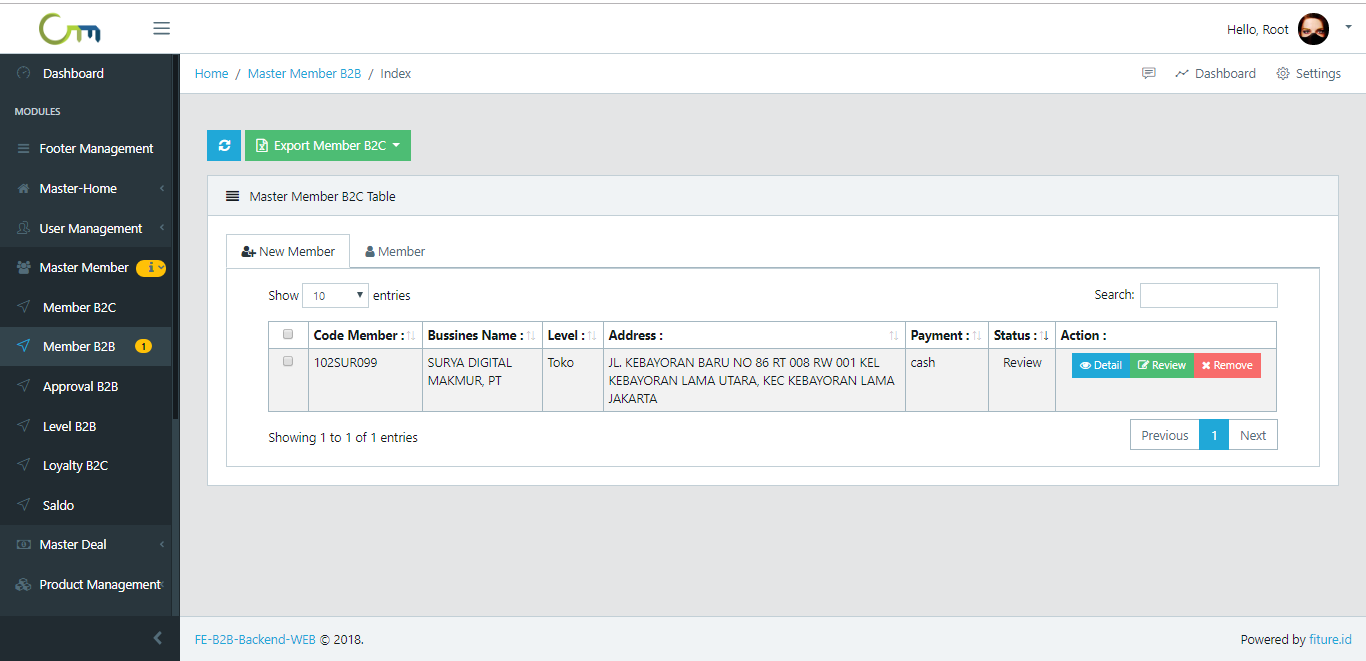 Hello, Root
Dashboard
MODULES
Footer Management
Master-Home
User Management
Master Member
Member B2C
Member B2B 1
Approval B2B
Level B2B
Loyalty B2C
Saldo
Master Deal
Product Management
Home / Master Member B2B / Index
Dashboard Settings
Export Member B2C
Master Member B2C Table
New Member Member
Show 10 entries Search:
Code Member : Bussines Name : Level : Address : Payment : Status : Action :
102SUR099 SURYA DIGITAL Toko JL. KEBAYORAN BARU NO 86 RT 008 RW 001 KEL cash Review Detail Review Remove
MAKMUR, PT KEBAYORAN LAMA UTARA, KEC KEBAYORAN LAMA
JAKARTA
Showing 1 to 1 of 1 entries Previous 1 Next
FE-B2B-Backend-WEB © 2018. Powered by fiture.id